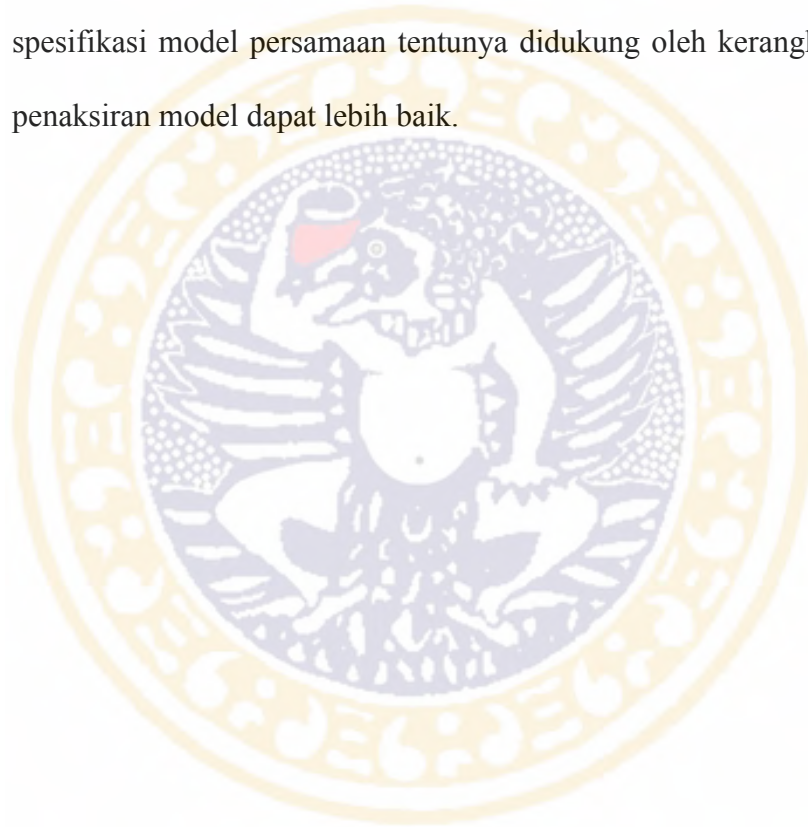 spesifikasi model persamaan tentunya didukung oleh
penaksiran model dapat lebih baik.